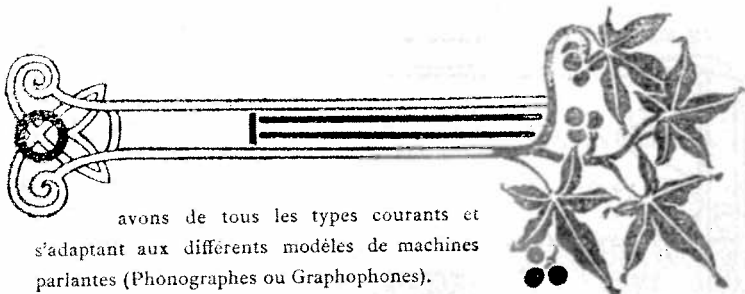 avons de tous les types courants et
s'adaptant aux différents modèles de machines
parlantes (Phonographes ou Graphophones).